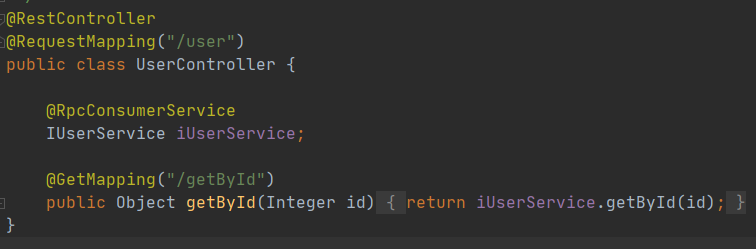 @RestController
@RequestMapping("/user")
public class UserController {
@RpcConsumerService
IUserService iUserService;
@GetMapping("/getById")
public Object getById(Integer id) { return iUserService.getById(id); }
}